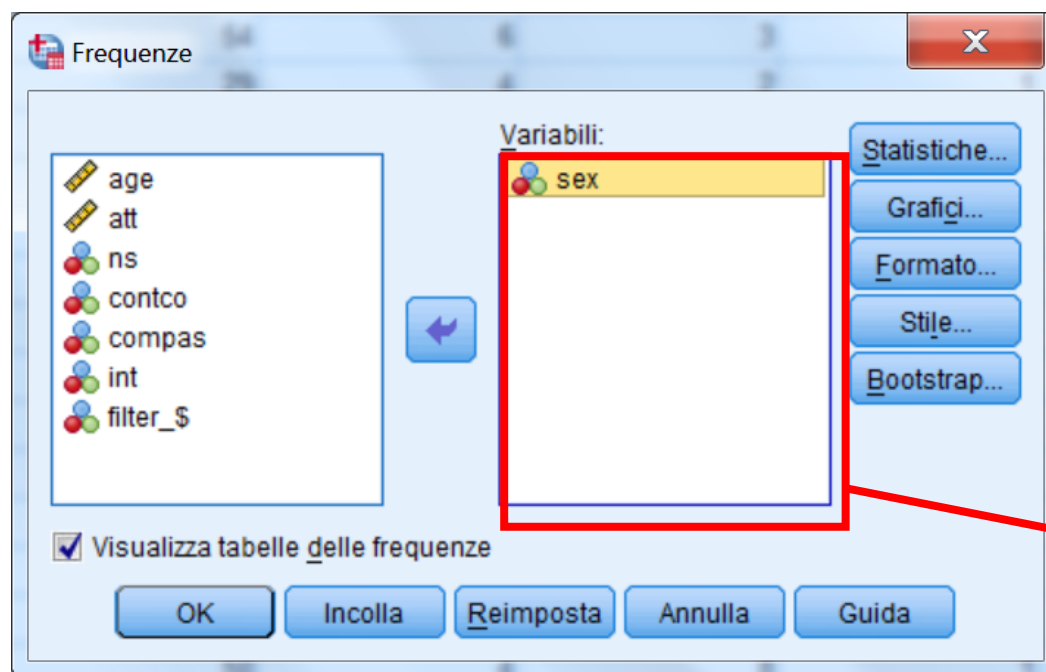 Frequenze
Variabili:
age
att
ns
contco
compas
int
filter_$
sex
Statistiche...
Grafici...
Formato...
Stile...
Bootstrap...
Visualizza tabelle delle frequenze
OK Incolla Reimposta Annulla Guida